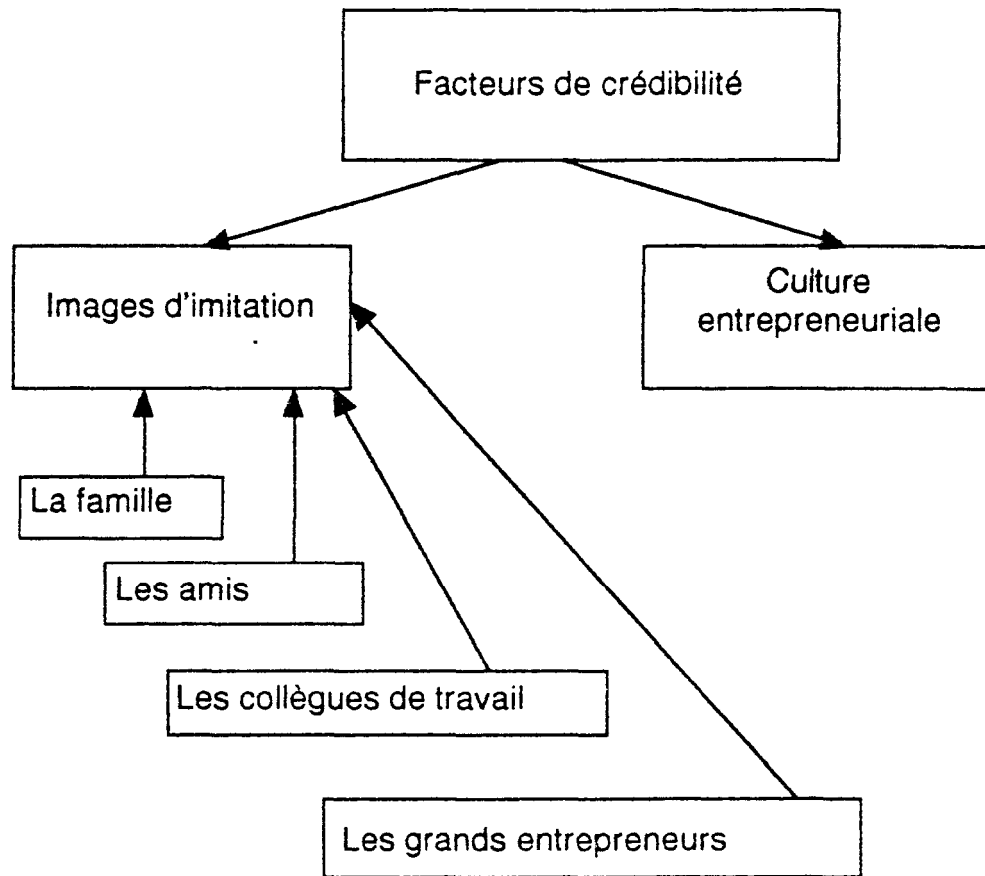 Facteurs de crédibilité
Images d'imitation
Culture
entrepreneuriale
La famille
Les amis
Les collègues de travail
Les grands entrepreneurs